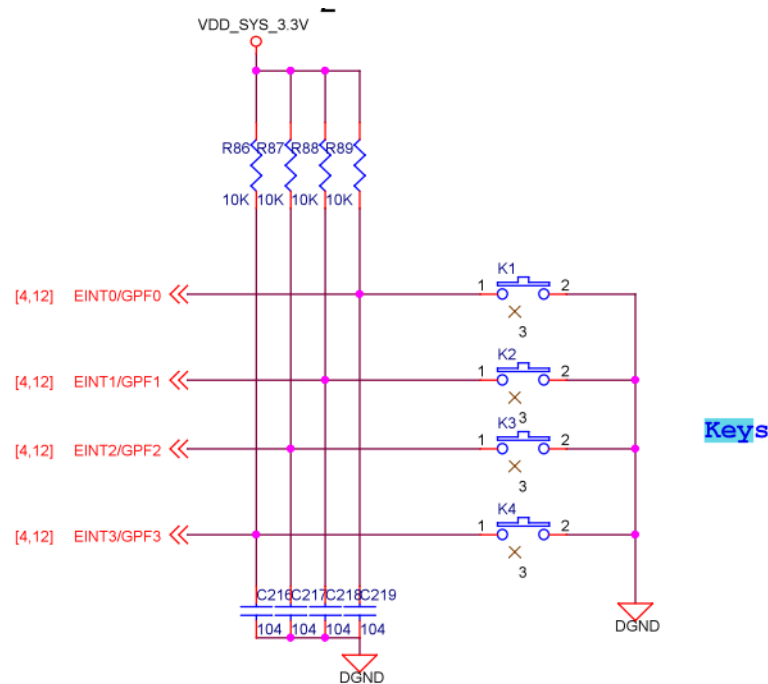 VDD_SYS_3.3V
R86 R87 R88 R89
10K 10K 10K 10K
K1
[4,12] EINT0/GPF0 1 2
3
K2
[4,12] EINT1/GPF1 1 2
3
K3
[4,12] EINT2/GPF2 1 2
3
Keys
K4
[4,12] EINT3/GPF3 1 2
3
C216 C217 C218 C219
104 104 104 104
DGND
DGND